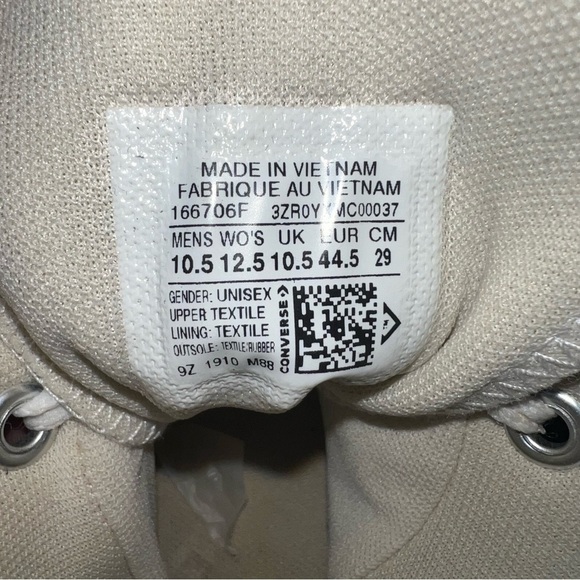 MADE IN VIETNAM
FABRIQUE AU VIETNAM
166706F 3ZR0Y
MENS WO'S UK EUR CM
10.5 12.5 10.5 44.5 29
GENDER: UNISEX
UPPER TEXTILE
LINING: TEXTILE
OUTSOLE: TEXTILE/RUBBER
9Z 1910 M88
CONVERSE